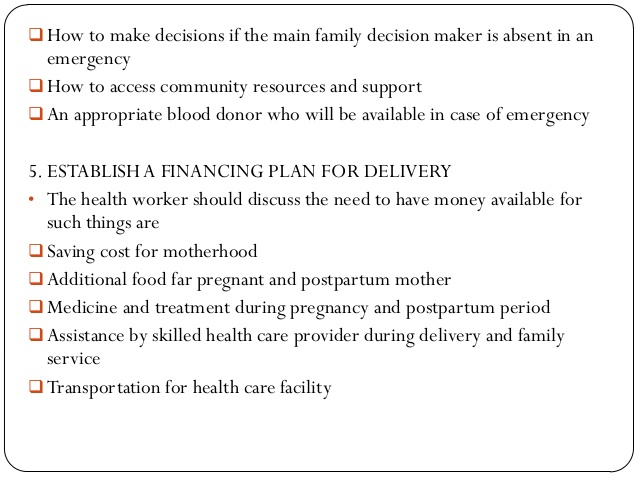 ❑ How to make decisions if the main family decision maker is absent in an
emergency
❑ How to access community resources and support
❑ An appropriate blood donor who will be available in case of emergency
5. ESTABLISH A FINANCING PLAN FOR DELIVERY
• The health worker should discuss the need to have money available for
such things are
❑ Saving cost for motherhood
❑ Additional food far pregnant and postpartum mother
❑ Medicine and treatment during pregnancy and postpartum period
❑ Assistance by skilled health care provider during delivery and family
service
❑ Transportation for health care facility